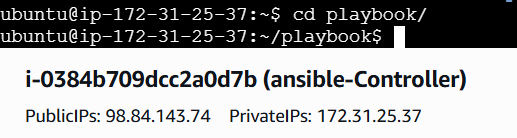 ubuntu@ip-172-31-25-37:~$ cd playbook/
ubuntu@ip-172-31-25-37:~/playbook$
i-0384b709dcc2a0d7b (ansible-Controller)
PublicIPs: 98.84.143.74 PrivateIPs: 172.31.25.37